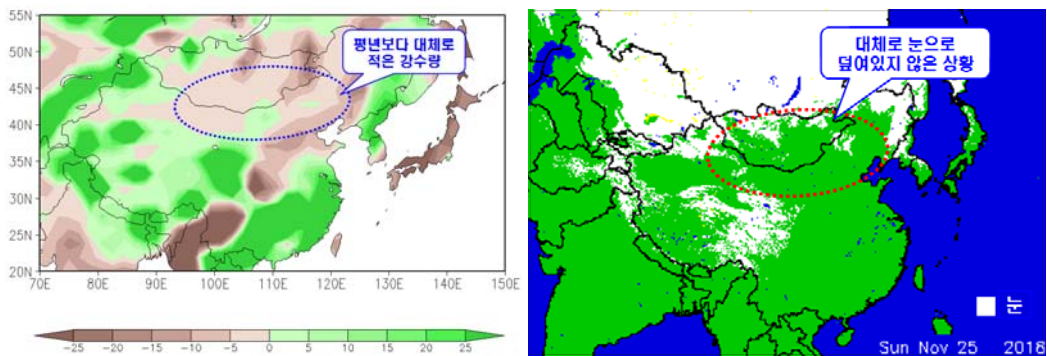 55N
50N
45N
40N
35N
30N
25N
20N
70E 80E 90E 100E 110E 120E 130E 140E 150E
평년보다 대체로
적은 강수량
-25 -20 -15 -10 -5 0 5 10 15 20 25
대체로 눈으로
덮여있지 않은 상황
눈
Sun Nov 25 2018